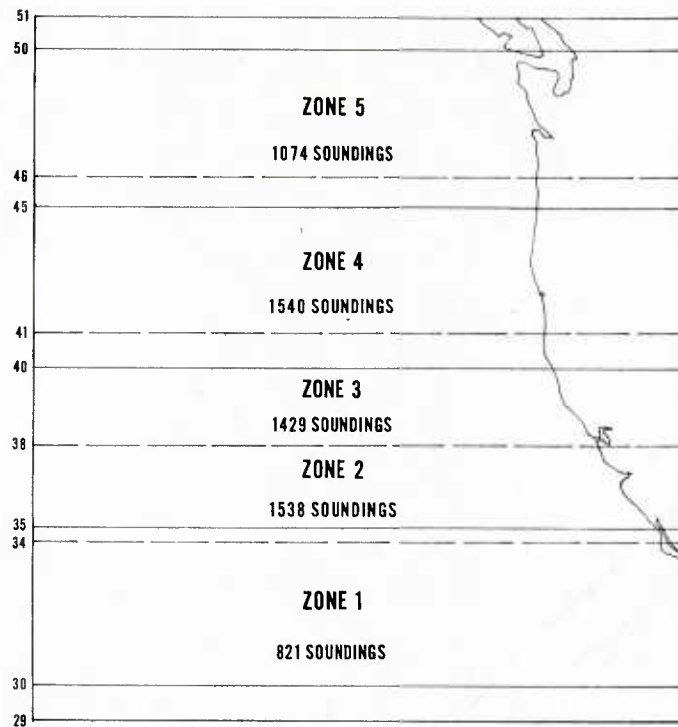 51
50
ZONE 5
1074 SOUNDINGS
46
45
ZONE 4
1540 SOUNDINGS
41
40
ZONE 3
1429 SOUNDINGS
38
ZONE 2
1538 SOUNDINGS
35
34
ZONE 1
821 SOUNDINGS
30
29